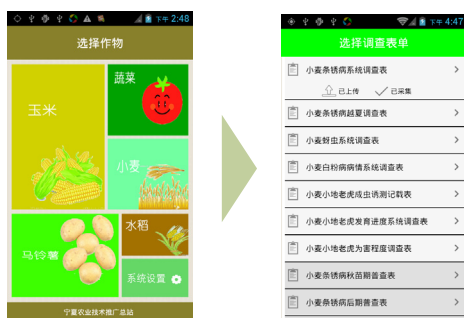 下午 2:48
选择作物
蔬菜
玉米
小麦
水稻
马铃薯
系统设置
宁夏农业技术推广总站
下午 4:47
选择调查表单
小麦条锈病系统调查表
已上传 已采集
小麦条锈病越夏调查表
小麦蚜虫系统调查表
小麦白粉病病情系统调查表
小麦小地老虎成虫诱测记载表
小麦小地老虎发育进度系统调查表
小麦小地老虎为害程度调查表
小麦条锈病秋苗期普查表
小麦条锈病后期普查表